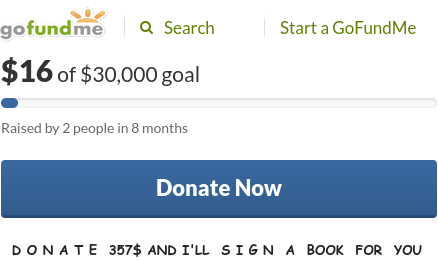 gofundme Search Start a GoFundMe
$16 of $30,000 goal
Raised by 2 people in 8 months
Donate Now
DONATE 357$ AND I'LL SIGN A BOOK FOR YOU